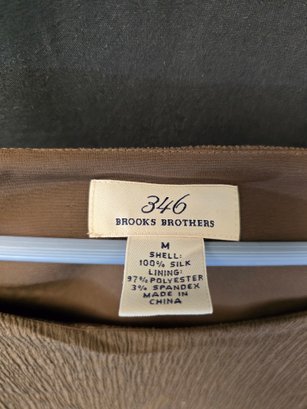 346
BROOKS BROTHERS
M
SHELL:
100% SILK
LINING:
97% POLYESTER
3% SPANDEX
MADE IN
CHINA